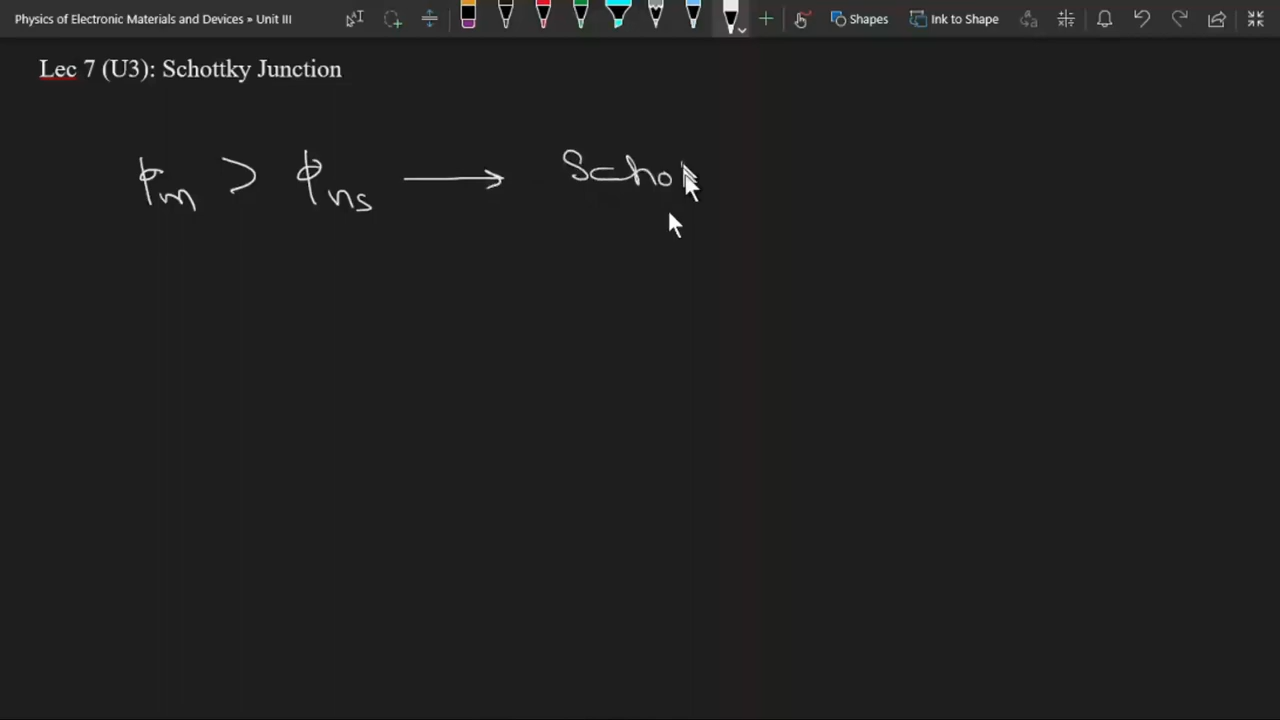 Physics of Electronic Materials and Devices » Unit III
Shapes
Ink to Shape
Lec 7 (U3): Schottky Junction
ϕm > ϕns → Scho